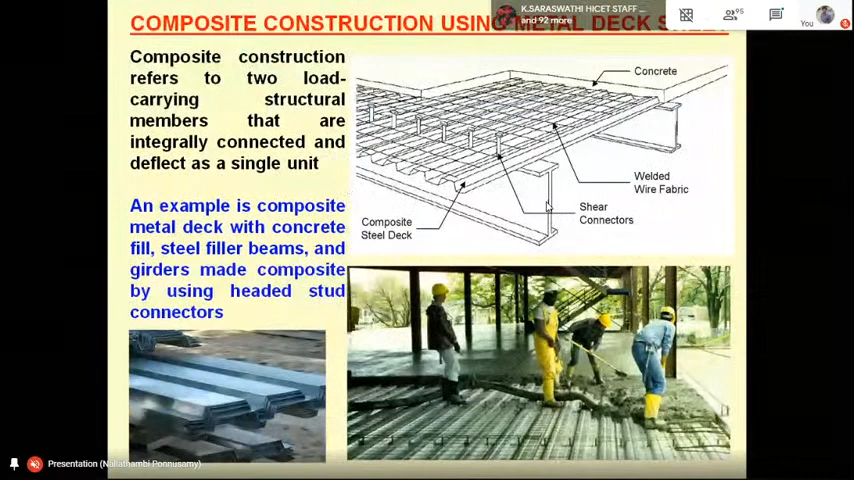 COMPOSITE CONSTRUCTION USING METAL DECK
K.SARASWATHI HICET STAFF ...
and 92 more
95
You
Composite construction
refers to two load-
carrying structural
members that are
integrally connected and
deflect as a single unit
An example is composite
metal deck with concrete
fill, steel filler beams, and
girders made composite
by using headed stud
connectors
Concrete
Welded
Wire Fabric
Shear
Connectors
Composite
Steel Deck
Presentation (Nallathambi Ponnusamy)